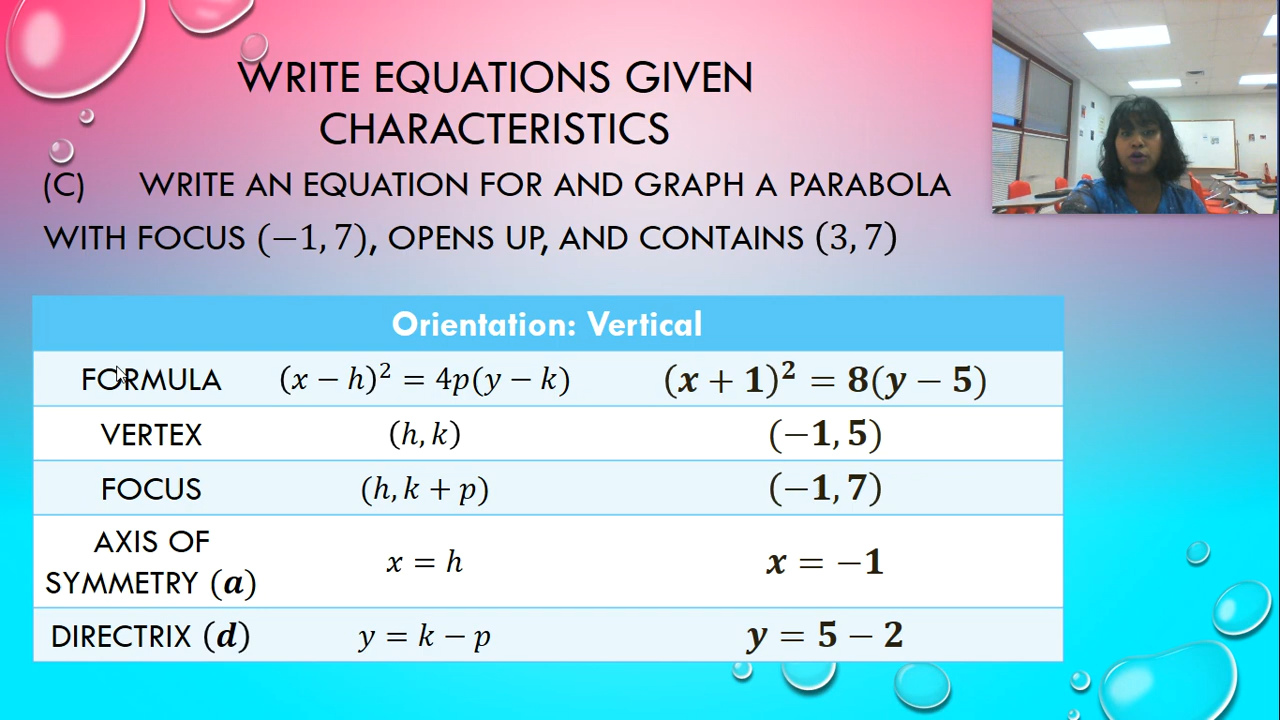 WRITE EQUATIONS GIVEN
CHARACTERISTICS
(C) WRITE AN EQUATION FOR AND GRAPH A PARABOLA
WITH FOCUS (−1, 7), OPENS UP, AND CONTAINS (3, 7)
Orientation: Vertical
FORMULA (x − h)² = 4p(y − k) (x + 1)² = 8(y − 5)
VERTEX (h, k) (−1, 5)
FOCUS (h, k + p) (−1, 7)
AXIS OF
SYMMETRY (a) x = h x = −1
DIRECTRIX (d) y = k − p y = 5 − 2